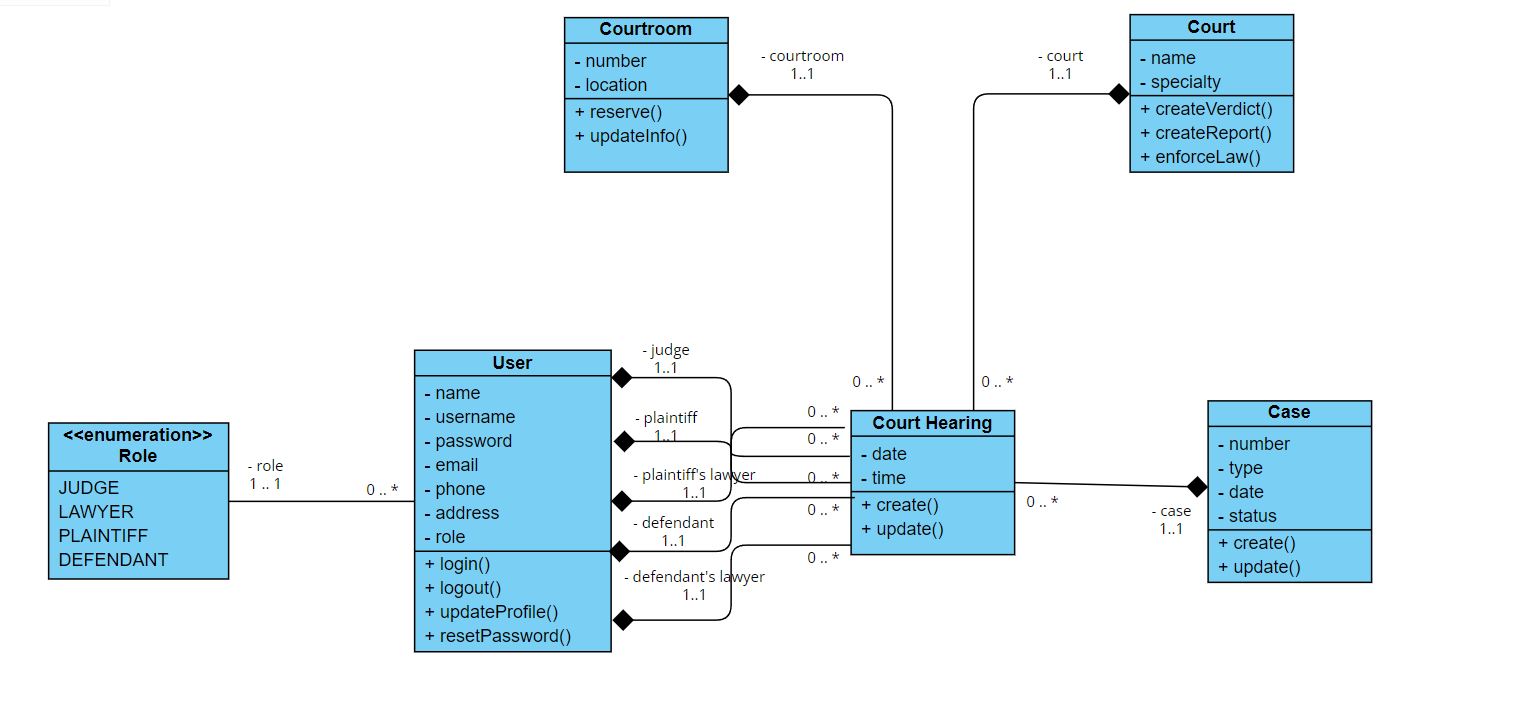 Courtroom
- number
- location
+ reserve()
+ updateInfo()
- courtroom
1..1
- court
1..1
Court
- name
- specialty
+ createVerdict()
+ createReport()
+ enforceLaw()
0 .. *
0 .. *
<<enumeration>>
Role
JUDGE
LAWYER
PLAINTIFF
DEFENDANT
- role
1 .. 1
0 .. *
User
- name
- username
- password
- email
- phone
- address
- role
+ login()
+ logout()
+ updateProfile()
+ resetPassword()
- judge
1..1
- plaintiff
1..1
- plaintiff's lawyer
1..1
- defendant
1..1
- defendant's lawyer
1..1
0 .. *
0 .. *
0 .. *
0 .. *
0 .. *
Court Hearing
- date
- time
+ create()
+ update()
0 .. *
- case
1..1
Case
- number
- type
- date
- status
+ create()
+ update()